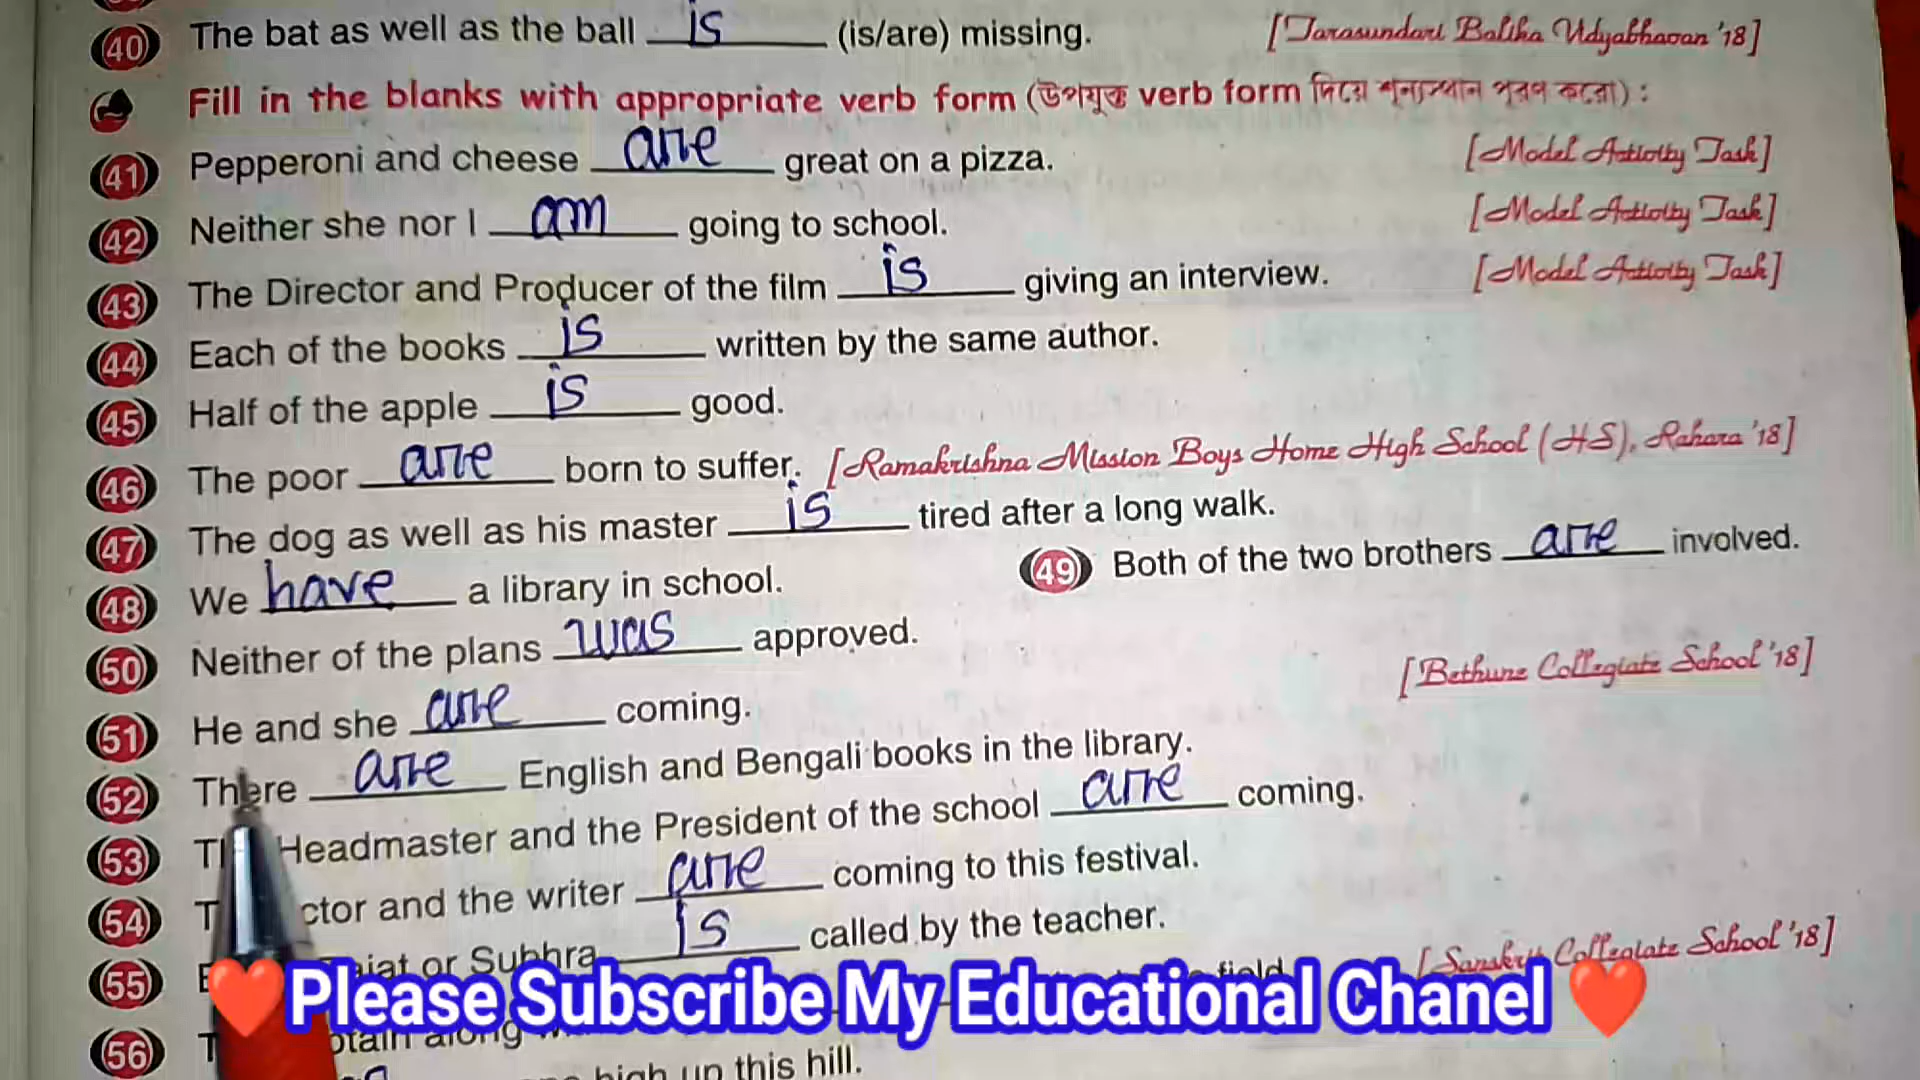 40 The bat as well as the ball is (is/are) missing. [Tarasundari Balika Vidyabhavan '18]
Fill in the blanks with appropriate verb form (উপযুক্ত verb form দিয়ে শূন্যস্থান পূরণ করো) :
41 Pepperoni and cheese are great on a pizza. [Model Activity Task]
42 Neither she nor I am going to school. [Model Activity Task]
43 The Director and Producer of the film is giving an interview. [Model Activity Task]
44 Each of the books is written by the same author.
45 Half of the apple is good.
46 The poor are born to suffer. [Ramakrishna Mission Boys Home High School (HS), Rahara '18]
47 The dog as well as his master is tired after a long walk.
48 We have a library in school. 49 Both of the two brothers are involved.
50 Neither of the plans was approved. [Bethune Collegiate School '18]
51 He and she are coming.
52 There are English and Bengali books in the library.
53 Headmaster and the President of the school are coming.
54 and the writer are coming to this festival.
55 or Subhra is called by the teacher. [Sanskrit Collegiate School '18]
field
❤️Please Subscribe My Educational Chanel ❤️
56 along
high up this hill.